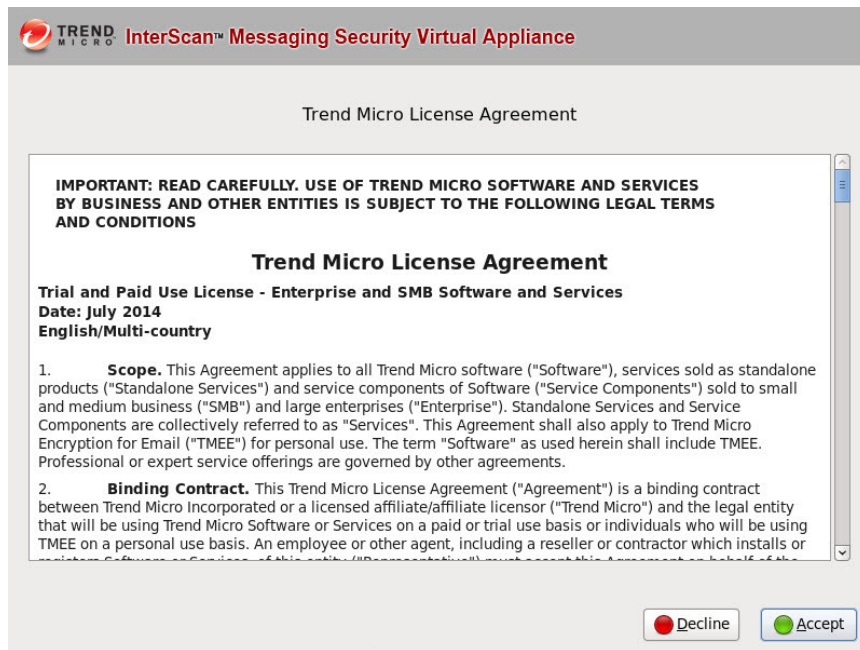 TREND MICRO InterScan™ Messaging Security Virtual Appliance
Trend Micro License Agreement
IMPORTANT: READ CAREFULLY. USE OF TREND MICRO SOFTWARE AND SERVICES
BY BUSINESS AND OTHER ENTITIES IS SUBJECT TO THE FOLLOWING LEGAL TERMS
AND CONDITIONS
Trend Micro License Agreement
Trial and Paid Use License - Enterprise and SMB Software and Services
Date: July 2014
English/Multi-country
1. Scope. This Agreement applies to all Trend Micro software ("Software"), services sold as standalone
products ("Standalone Services") and service components of Software ("Service Components") sold to small
and medium business ("SMB") and large enterprises ("Enterprise"). Standalone Services and Service
Components are collectively referred to as "Services". This Agreement shall also apply to Trend Micro
Encryption for Email ("TMEE") for personal use. The term "Software" as used herein shall include TMEE.
Professional or expert service offerings are governed by other agreements.
2. Binding Contract. This Trend Micro License Agreement ("Agreement") is a binding contract
between Trend Micro Incorporated or a licensed affiliate/affiliate licensor ("Trend Micro") and the legal entity
that will be using Trend Micro Software or Services on a paid or trial use basis or individuals who will be using
TMEE on a personal use basis. An employee or other agent, including a reseller or contractor which installs or
Decline
Accept